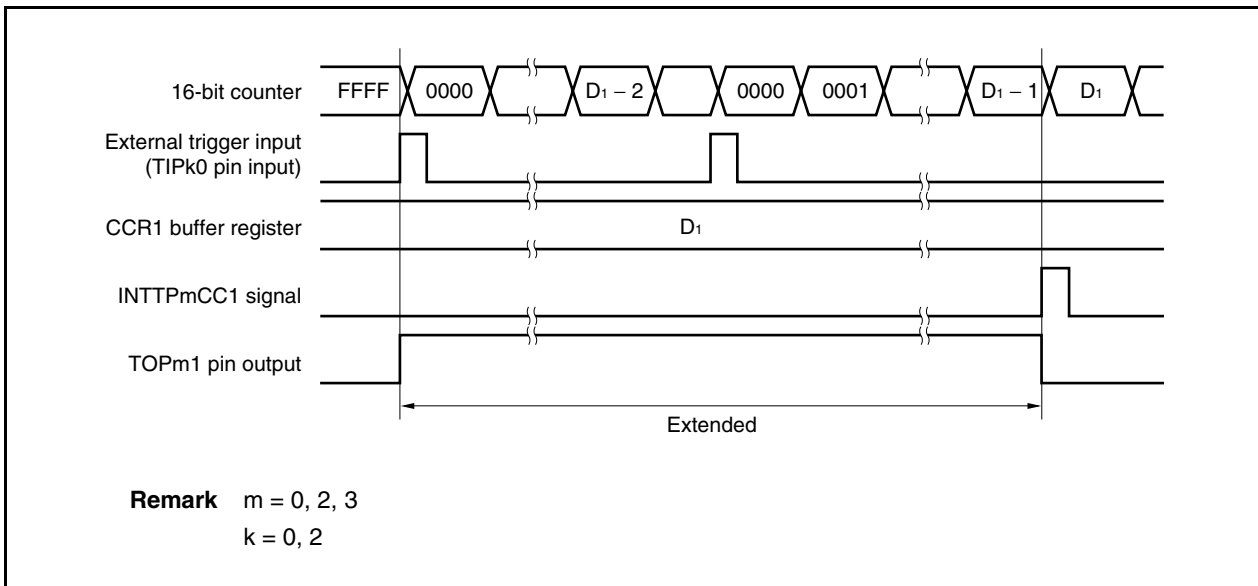 16-bit counter FFFF 0000 D1 − 2 0000 0001 D1 − 1 D1
External trigger input
(TIPk0 pin input)
CCR1 buffer register D1
INTTPmCC1 signal
TOPm1 pin output
Extended
Remark m = 0, 2, 3
k = 0, 2